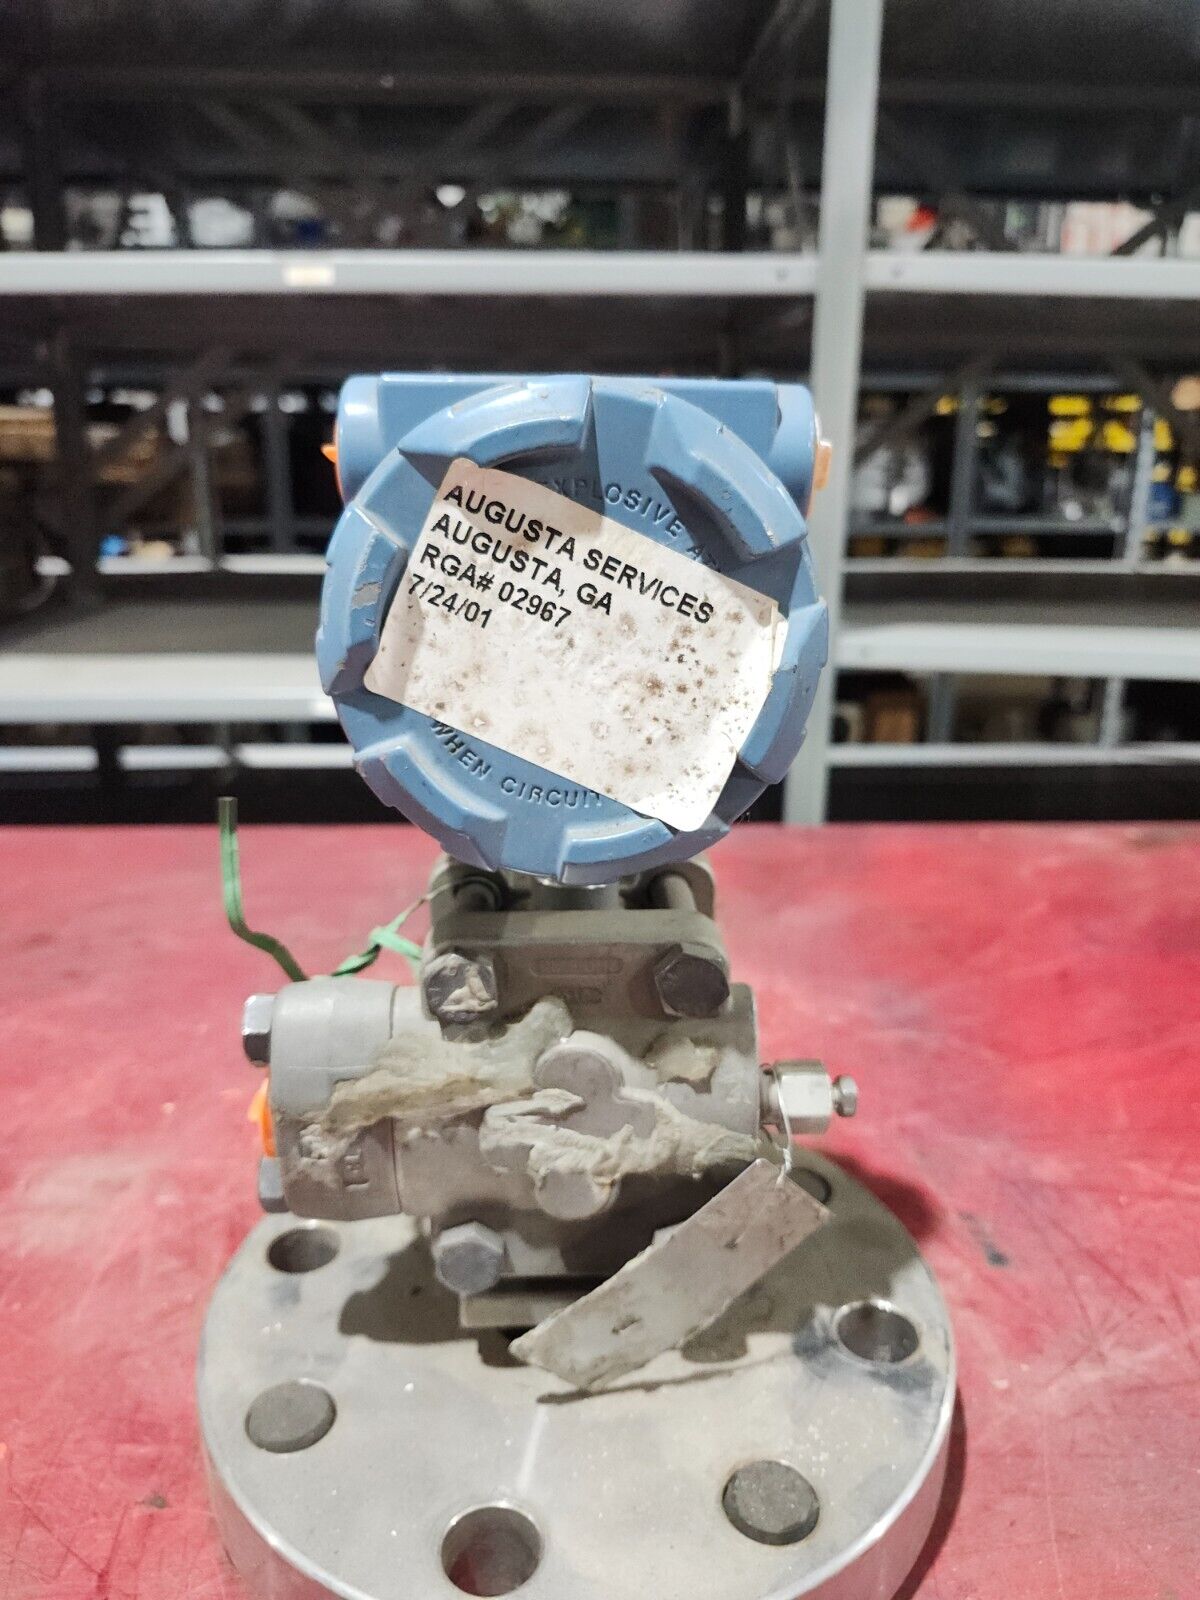 AUGUSTA SERVICES
AUGUSTA, GA
RGA# 02967
7/24/01
EXPLOSIVE
WHEN CIRCUIT